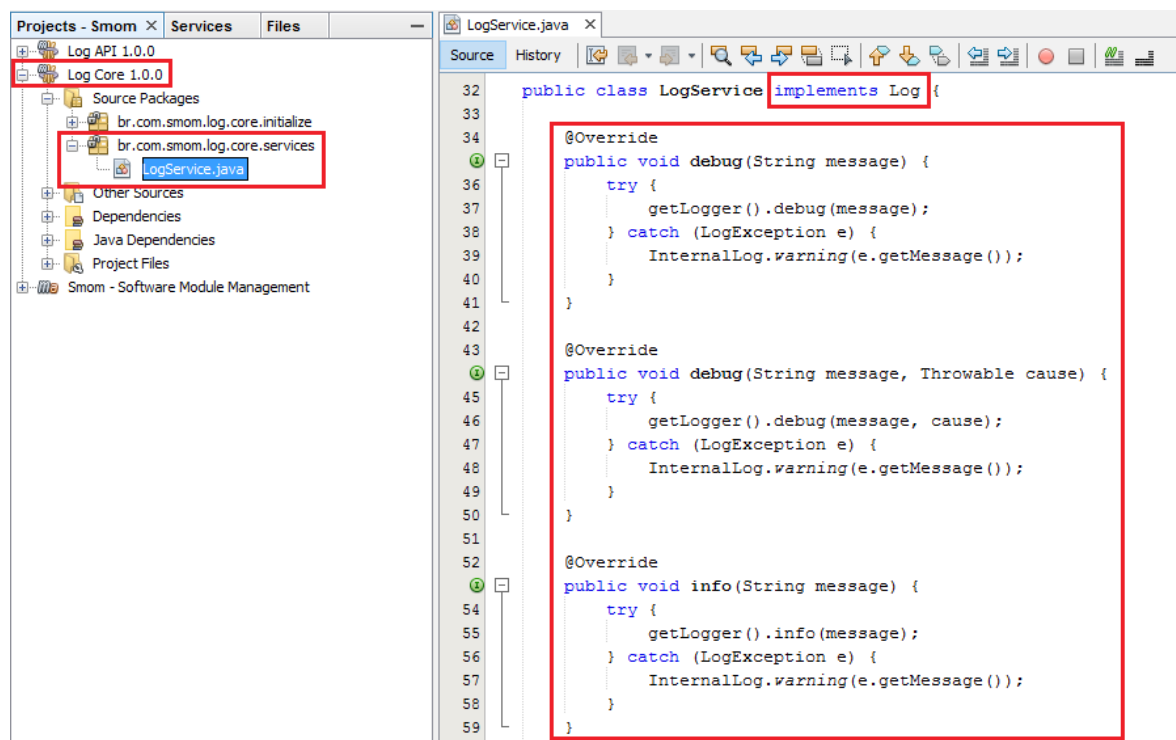 Projects - Smom × Services Files
Log API 1.0.0
Log Core 1.0.0
Source Packages
br.com.smom.log.core.initialize
br.com.smom.log.core.services
LogService.java
Other Sources
Dependencies
Java Dependencies
Project Files
Smom - Software Module Management
LogService.java ×
Source History
32 public class LogService implements Log {
33
34 @Override
public void debug(String message) {
36 try {
37 getLogger().debug(message);
38 } catch (LogException e) {
39 InternalLog.warning(e.getMessage());
40 }
41 }
42
43 @Override
public void debug(String message, Throwable cause) {
45 try {
46 getLogger().debug(message, cause);
47 } catch (LogException e) {
48 InternalLog.warning(e.getMessage());
49 }
50 }
51
52 @Override
public void info(String message) {
54 try {
55 getLogger().info(message);
56 } catch (LogException e) {
57 InternalLog.warning(e.getMessage());
58 }
59 }